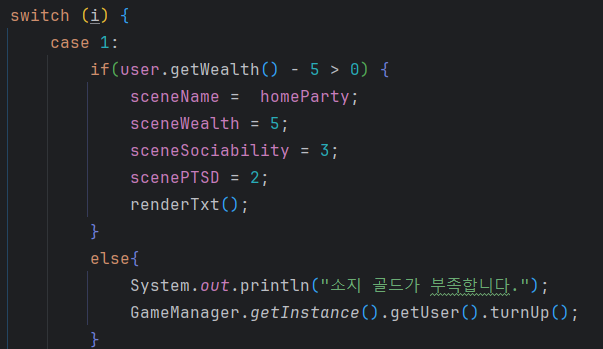 switch (i) {
case 1:
if(user.getWealth() - 5 > 0) {
sceneName =  homeParty;
sceneWealth = 5;
sceneSociability = 3;
scenePTSD = 2;
renderTxt();
}
else{
System.out.println("소지 골드가 부족합니다.");
GameManager.getInstance().getUser().turnUp();
}